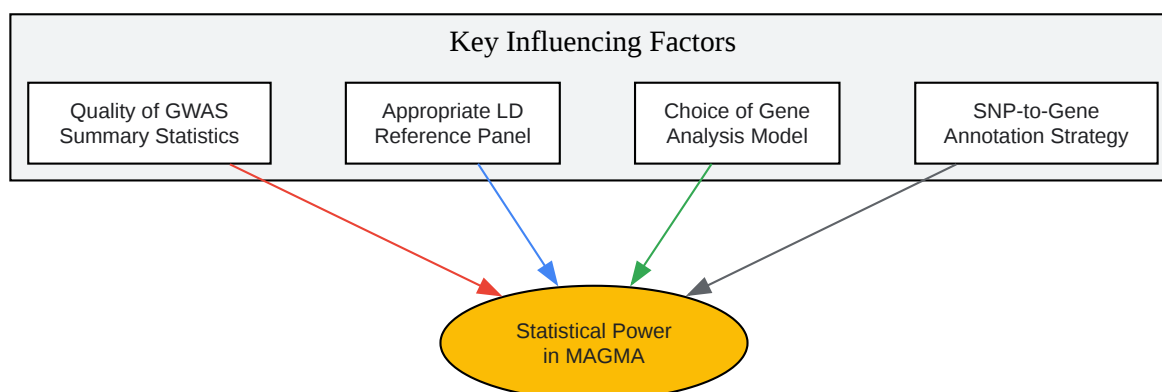 Key Influencing Factors
Quality of GWAS
Summary Statistics
Appropriate LD
Reference Panel
Choice of Gene
Analysis Model
SNP-to-Gene
Annotation Strategy
Statistical Power
in MAGMA